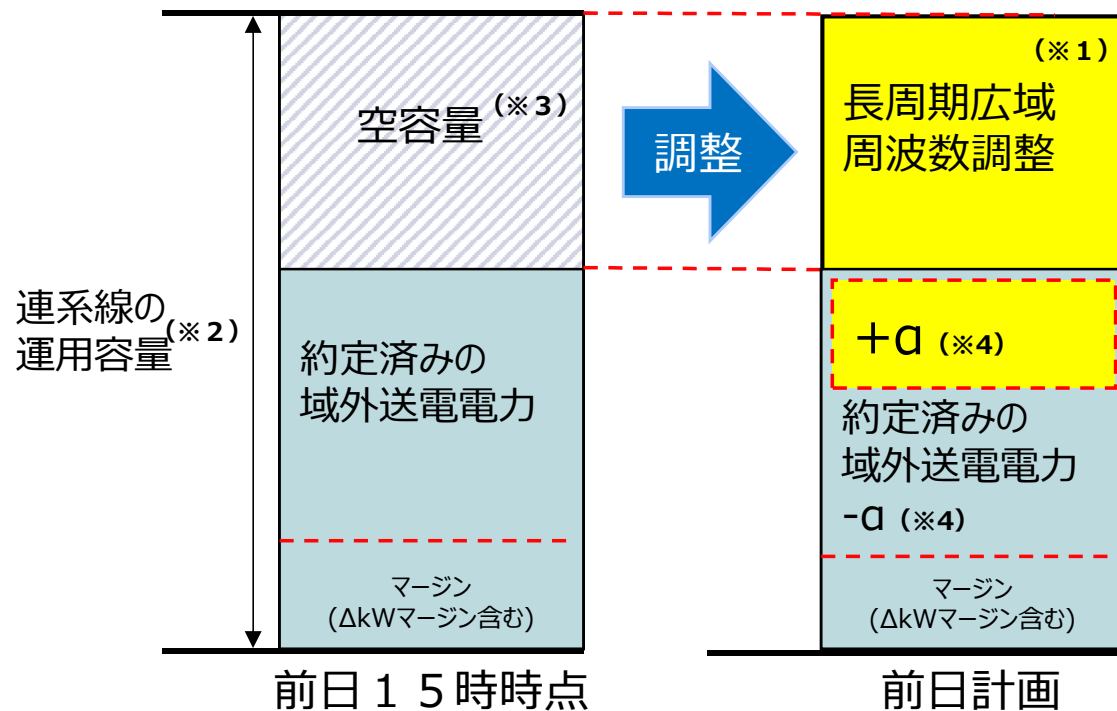 連系線の
運用容量(※2)
空容量(※3)
約定済みの
域外送電電力
マージン
(ΔkWマージン含む)
前日15時時点
調整
(※1)
長周期広域
周波数調整
+α (※4)
約定済みの
域外送電電力
-α (※4)
マージン
(ΔkWマージン含む)
前日計画